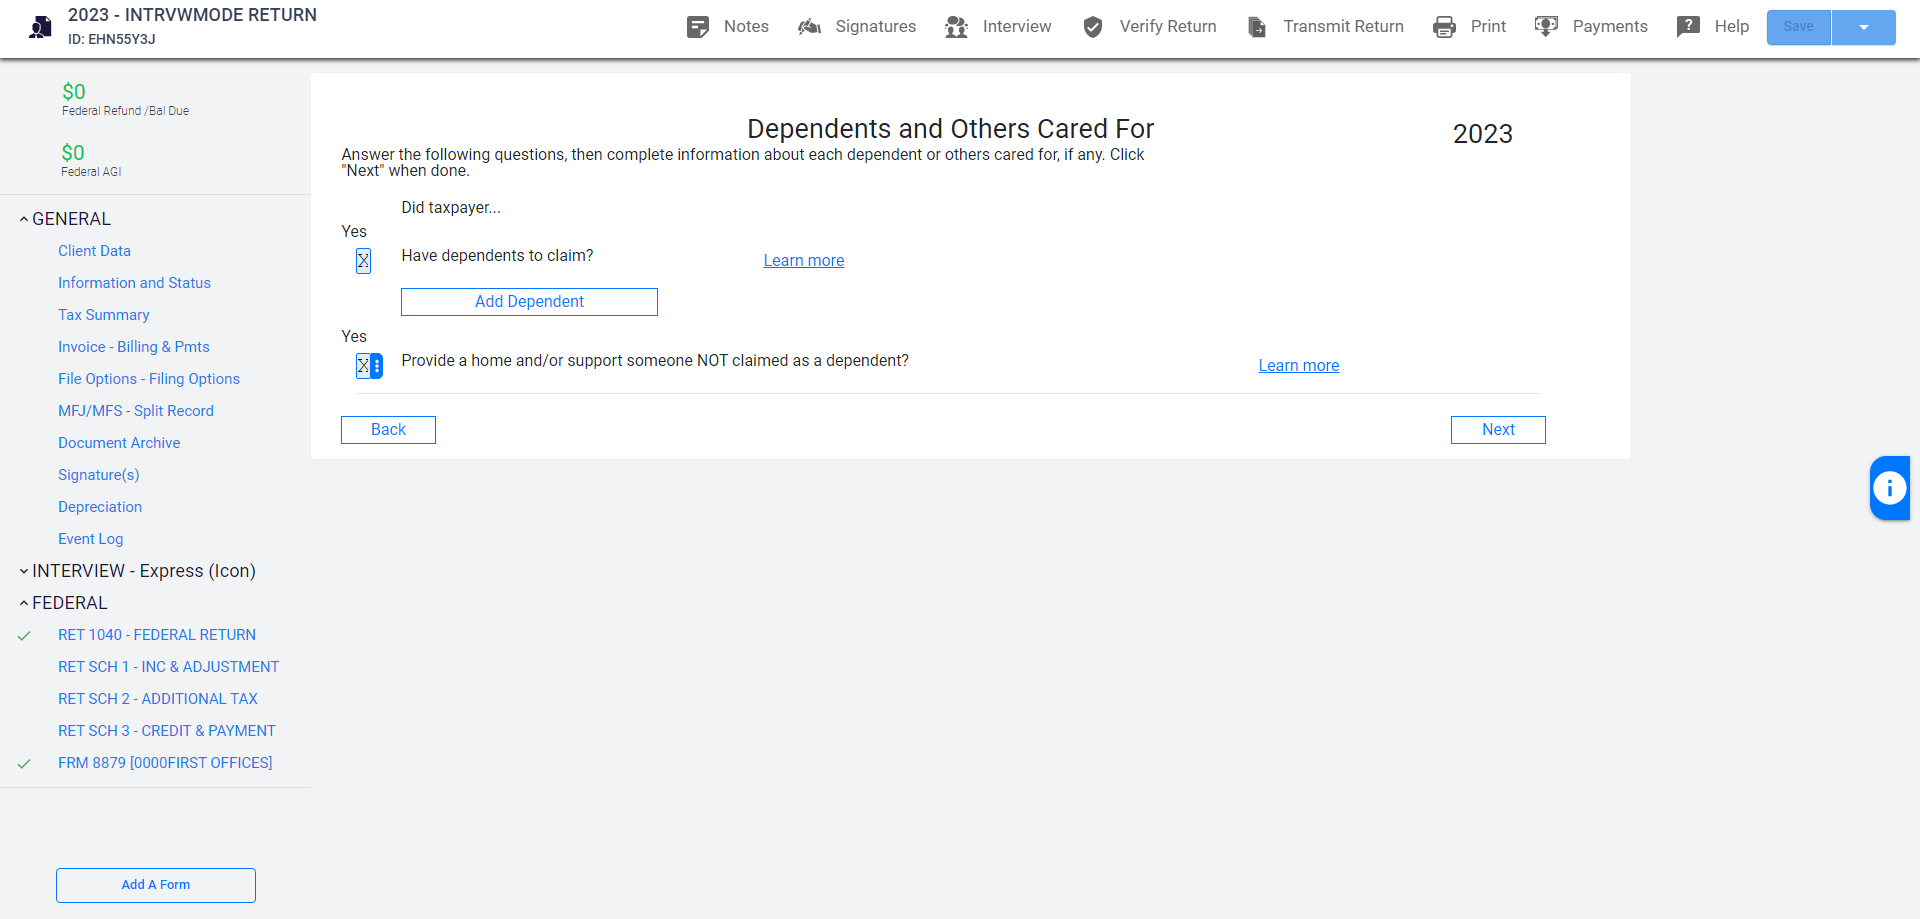 2023 - INTRVWMODE RETURN
ID: EHN55Y3J
Notes
Signatures
Interview
Verify Return
Transmit Return
Print
Payments
Help
Save
$0
Federal Refund /Bal Due
$0
Federal AGI
GENERAL
Client Data
Information and Status
Tax Summary
Invoice - Billing & Pmts
File Options - Filing Options
MFJ/MFS - Split Record
Document Archive
Signature(s)
Depreciation
Event Log
INTERVIEW - Express (Icon)
FEDERAL
RET 1040 - FEDERAL RETURN
RET SCH 1 - INC & ADJUSTMENT
RET SCH 2 - ADDITIONAL TAX
RET SCH 3 - CREDIT & PAYMENT
FRM 8879 [0000FIRST OFFICES]
Add A Form
Dependents and Others Cared For
2023
Answer the following questions, then complete information about each dependent or others cared for, if any. Click
"Next" when done.
Did taxpayer...
Yes
X Have dependents to claim? Learn more
Add Dependent
Yes
X Provide a home and/or support someone NOT claimed as a dependent? Learn more
Back
Next